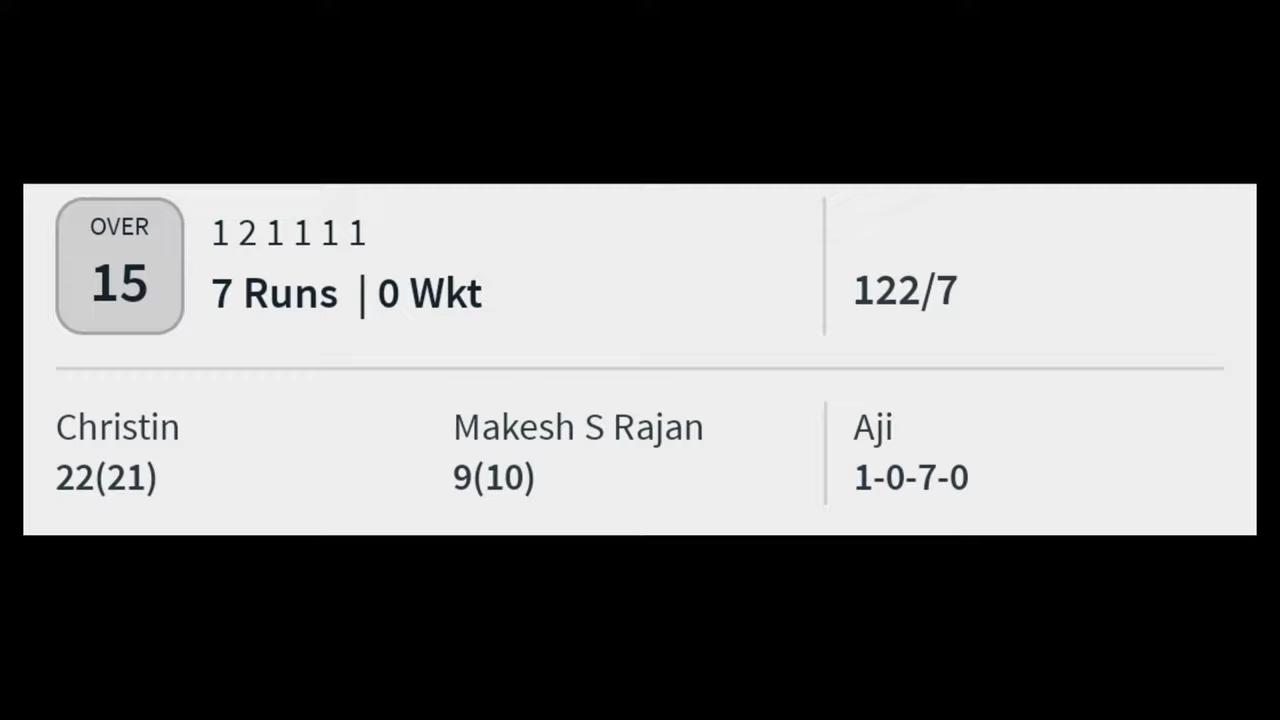 OVER
15
1 2 1 1 1 1
7 Runs | 0 Wkt
122/7
Christin
22(21)
Makesh S Rajan
9(10)
Aji
1-0-7-0